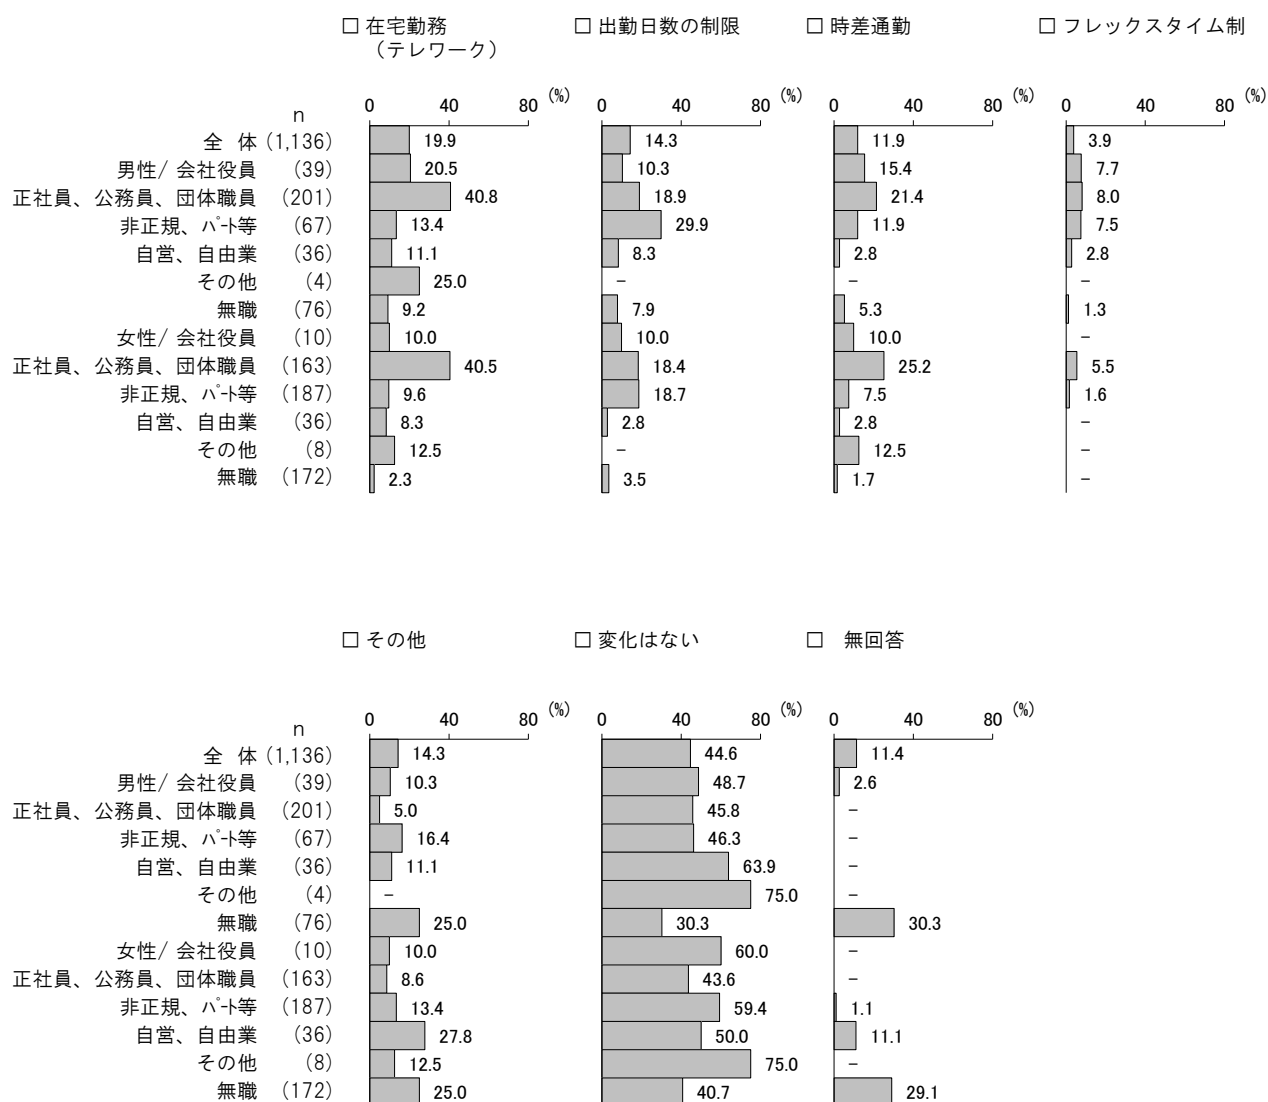 □ 在宅勤務 □ 出勤日数の制限 □ 時差通勤 □ フレックスタイム制
（テレワーク）
0 40 80 (%) 0 40 80 (%) 0 40 80 (%) 0 40 80 (%)
n
全 体 (1,136) 19.9 14.3 11.9 3.9
男性/ 会社役員 (39) 20.5 10.3 15.4 7.7
正社員、公務員、団体職員 (201) 40.8 18.9 21.4 8.0
非正規、パート等 (67) 13.4 29.9 11.9 7.5
自営、自由業 (36) 11.1 8.3 2.8 2.8
その他 (4) 25.0 － － －
無職 (76) 9.2 7.9 5.3 1.3
女性/ 会社役員 (10) 10.0 10.0 10.0 －
正社員、公務員、団体職員 (163) 40.5 18.4 25.2 5.5
非正規、パート等 (187) 9.6 18.7 7.5 1.6
自営、自由業 (36) 8.3 2.8 2.8 －
その他 (8) 12.5 － 12.5 －
無職 (172) 2.3 3.5 1.7 －
□ その他 □ 変化はない □ 無回答
0 40 80 (%) 0 40 80 (%) 0 40 80 (%)
n
全 体 (1,136) 14.3 44.6 11.4
男性/ 会社役員 (39) 10.3 48.7 2.6
正社員、公務員、団体職員 (201) 5.0 45.8 －
非正規、パート等 (67) 16.4 46.3 －
自営、自由業 (36) 11.1 63.9 －
その他 (4) － 75.0 －
無職 (76) 25.0 30.3 30.3
女性/ 会社役員 (10) 10.0 60.0 －
正社員、公務員、団体職員 (163) 8.6 43.6 －
非正規、パート等 (187) 13.4 59.4 1.1
自営、自由業 (36) 27.8 50.0 11.1
その他 (8) 12.5 75.0 －
無職 (172) 25.0 40.7 29.1